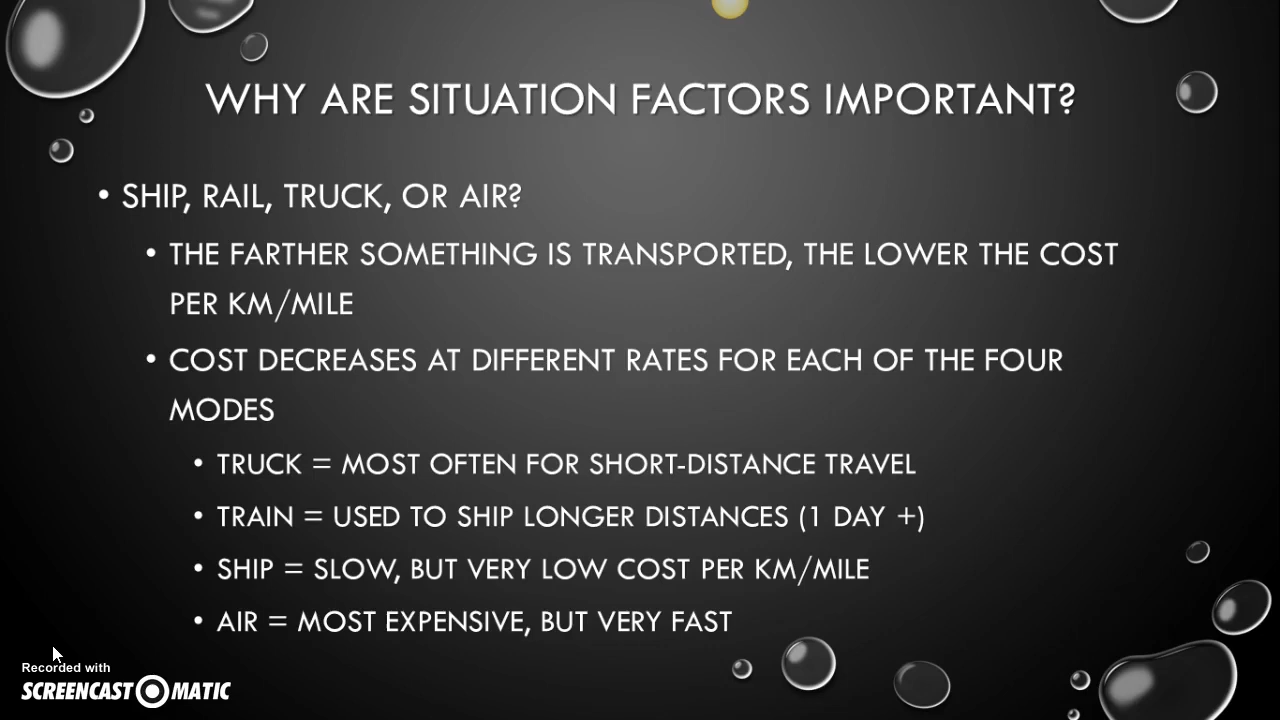 WHY ARE SITUATION FACTORS IMPORTANT?
• SHIP, RAIL, TRUCK, OR AIR?
• THE FARTHER SOMETHING IS TRANSPORTED, THE LOWER THE COST
PER KM/MILE
• COST DECREASES AT DIFFERENT RATES FOR EACH OF THE FOUR
MODES
• TRUCK = MOST OFTEN FOR SHORT-DISTANCE TRAVEL
• TRAIN = USED TO SHIP LONGER DISTANCES (1 DAY +)
• SHIP = SLOW, BUT VERY LOW COST PER KM/MILE
• AIR = MOST EXPENSIVE, BUT VERY FAST
Recorded with
SCREENCAST MATIC